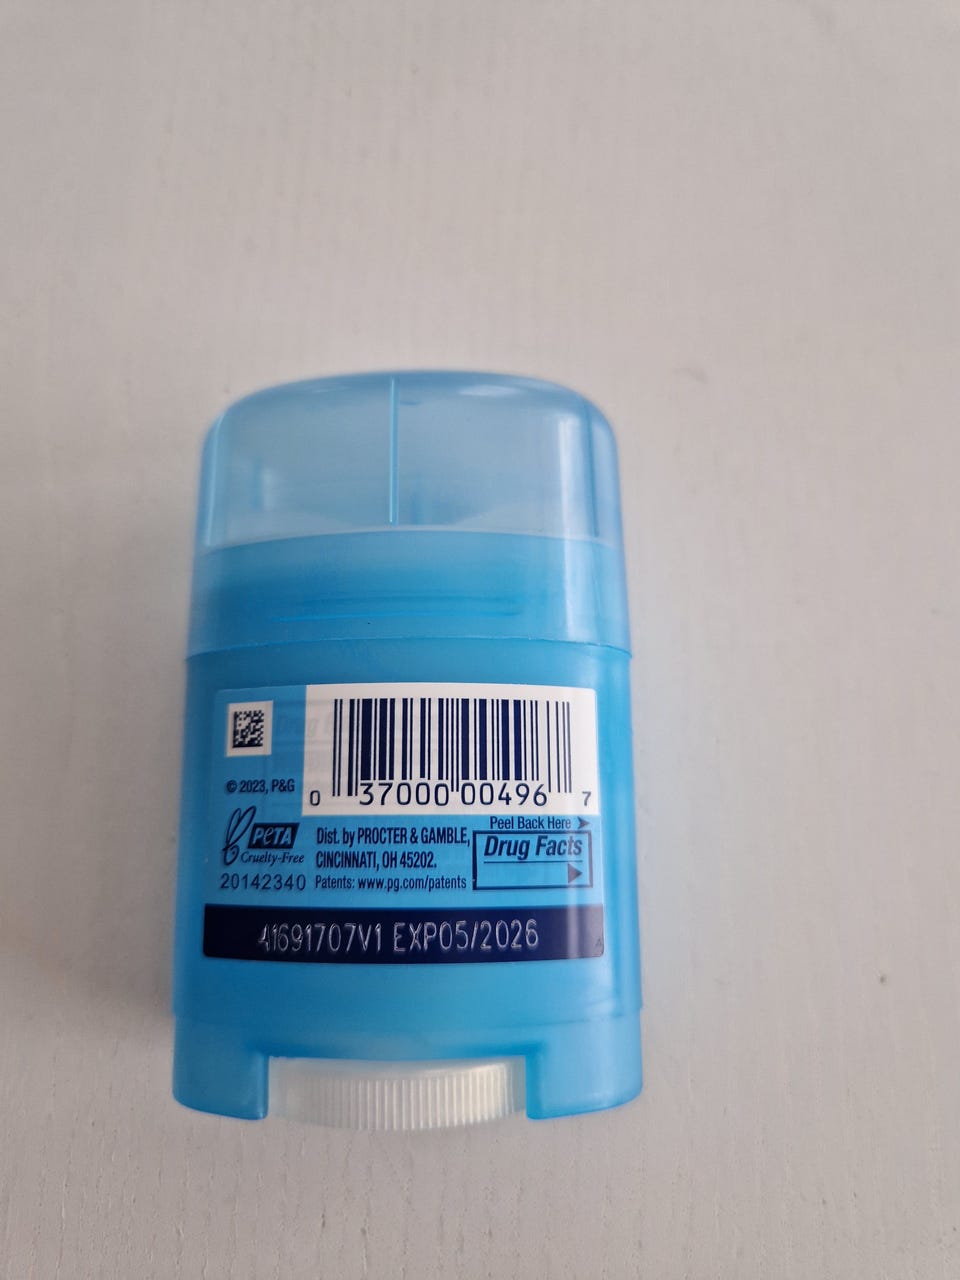 © 2023, P&G
0 37000 00496 7
Peel Back Here
PETA
Cruelty-Free
20142340
Dist. by PROCTER & GAMBLE,
CINCINNATI, OH 45202.
Patents: www.pg.com/patents
Drug Facts
41691707V1 EXP05/2026